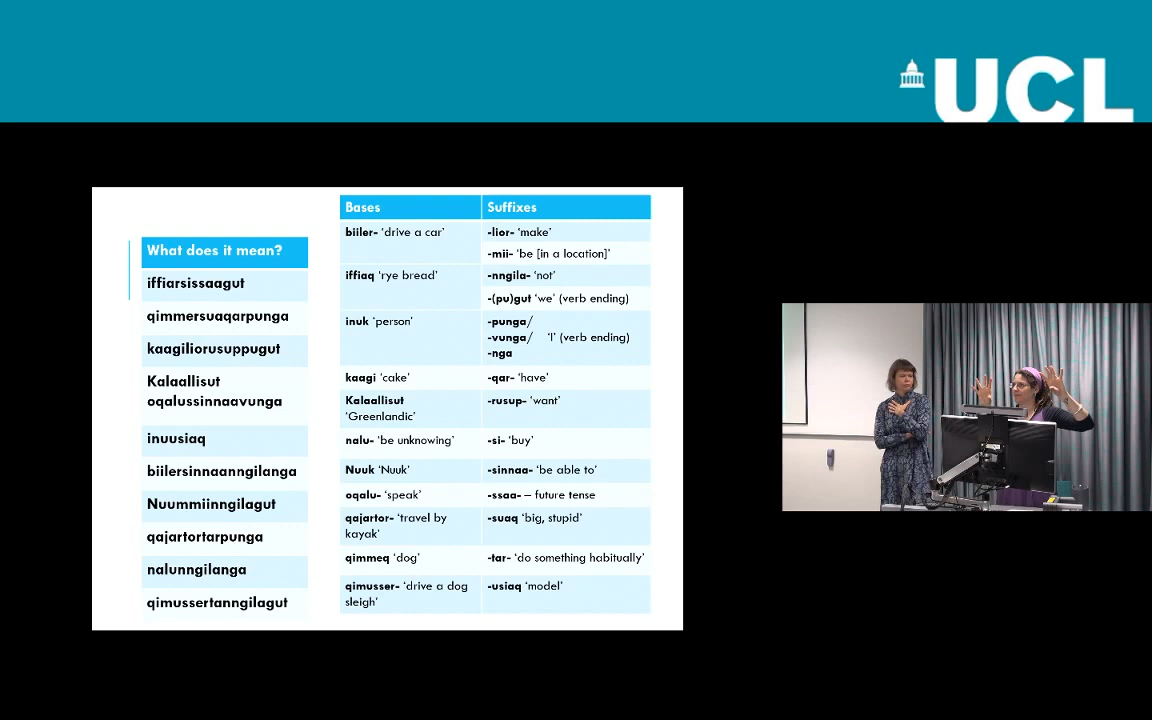 UCL
What does it mean?
iffiarsissaagut
qimmersuaqarpunga
kaagiliorusuppugut
Kalaallisut
oqalussinnaavunga
inuusiaq
biilersinnaanngilanga
Nuummiinngilagut
qajartortarpunga
nalunngilanga
qimussertanngilagut
Bases Suffixes
biiler- ‘drive a car’ -lior- ‘make’
-mii- ‘be [in a location]’
iffiaq ‘rye bread’ -nngila- ‘not’
-(pu)gut ‘we’ (verb ending)
inuk ‘person’ -punga/
-vunga/ ‘I’ (verb ending)
-nga
kaagi ‘cake’ -qar- ‘have’
Kalaallisut -rusup- ‘want’
‘Greenlandic’
nalu- ‘be unknowing’ -si- ‘buy’
Nuuk ‘Nuuk’ -sinnaa- ‘be able to’
oqalu- ‘speak’ -ssaa- – future tense
qajartor- ‘travel by -suaq ‘big, stupid’
kayak’
qimmeq ‘dog’ -tar- ‘do something habitually’
qimusser- ‘drive a dog -usiaq ‘model’
sleigh’